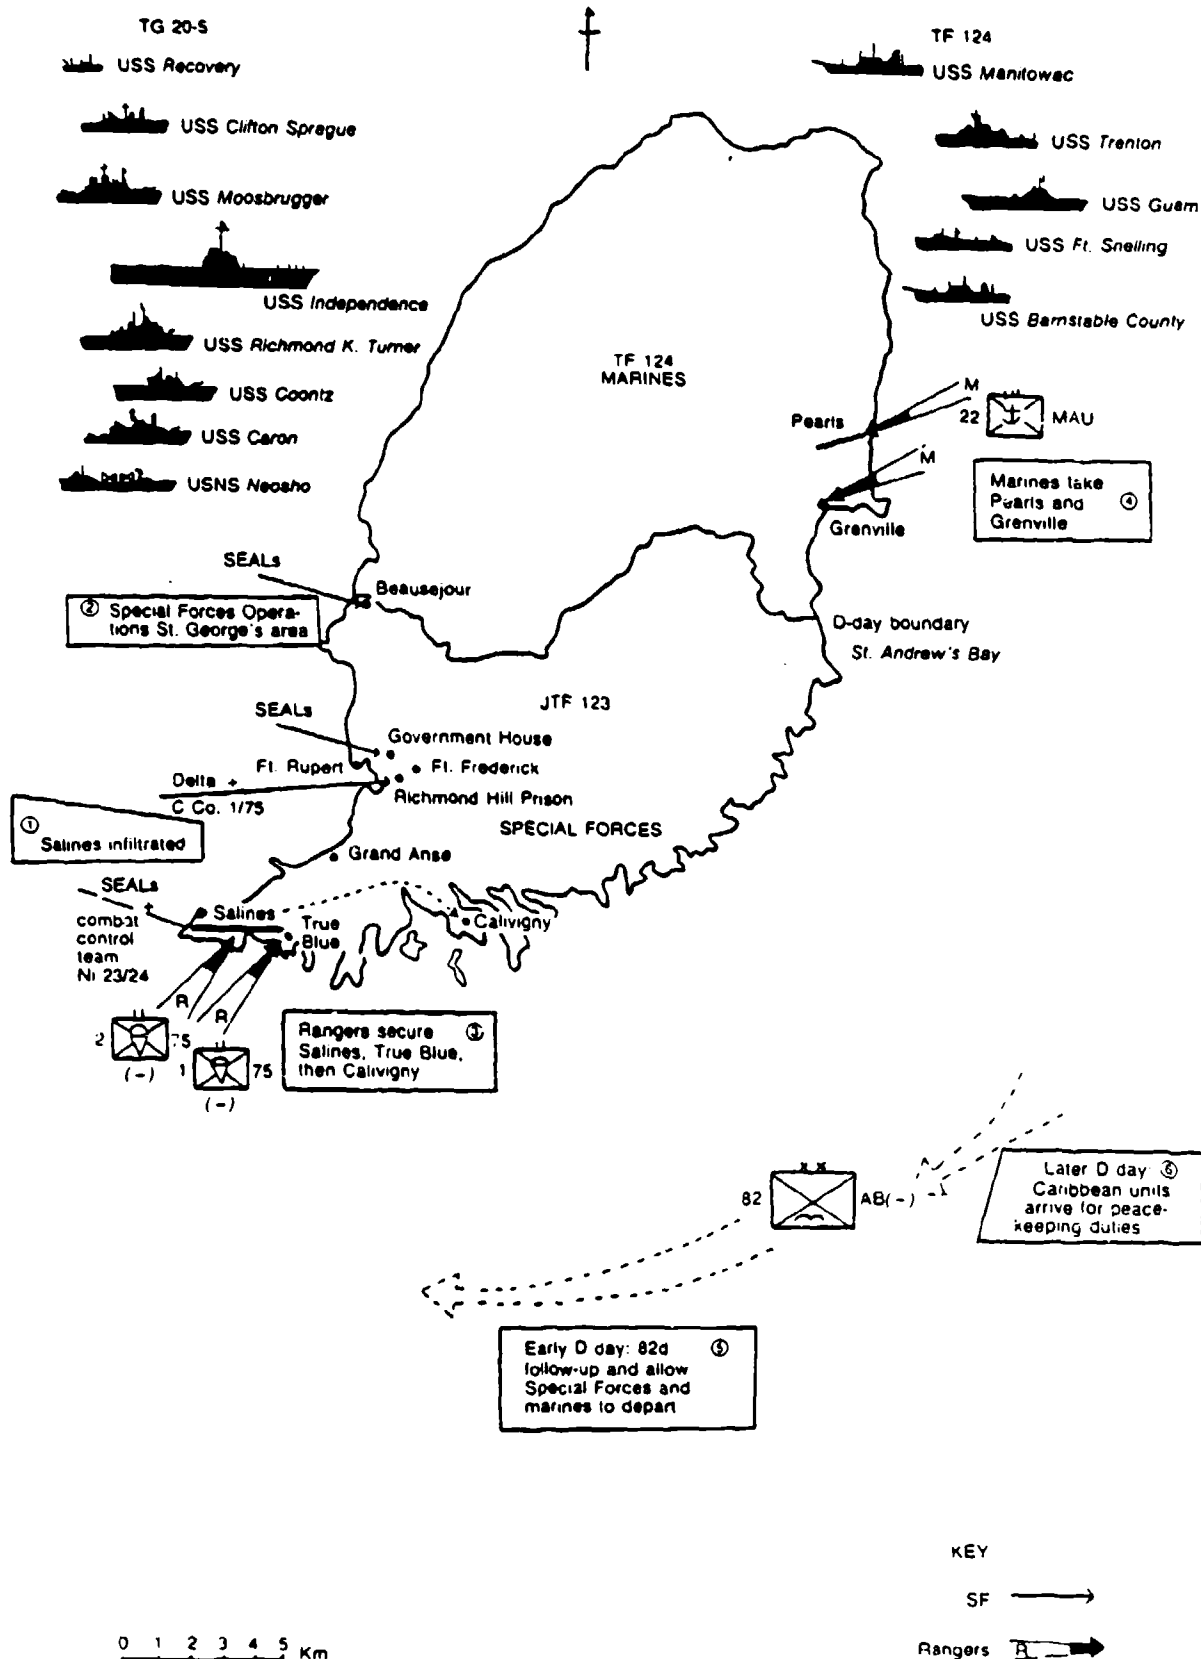 TG 20-5
USS Recovery
USS Clifton Sprague
USS Moosbrugger
USS Independence
USS Richmond K. Turner
USS Coontz
USS Caron
USNS Neosho
TF 124
USS Manitowac
USS Trenton
USS Guam
USS Ft. Snelling
USS Barnstable County
TF 124
MARINES
Pearls
M
22
MAU
M
Grenville
Marines take
Pearls and
Grenville
4
SEALs
Beausejour
2 Special Forces Opera-
tions St. George's area
D-day boundary
St. Andrew's Bay
JTF 123
SEALs
Government House
Ft. Rupert
Ft. Frederick
Delta +
C Co. 1/75
Richmond Hill Prison
1
Salines infiltrated
SPECIAL FORCES
Grand Anse
SEALs
+
combat
control
team
Ni 23/24
Salines
True
Blue
Calivigny
R
R
2
75
(-)
1
75
(-)
Rangers secure 3
Salines, True Blue,
then Calivigny
82
AB(-)
Later D day: 6
Caribbean units
arrive for peace-
keeping duties
Early D day: 82d 5
follow-up and allow
Special Forces and
marines to depart
KEY
SF
Rangers R
0 1 2 3 4 5 Km